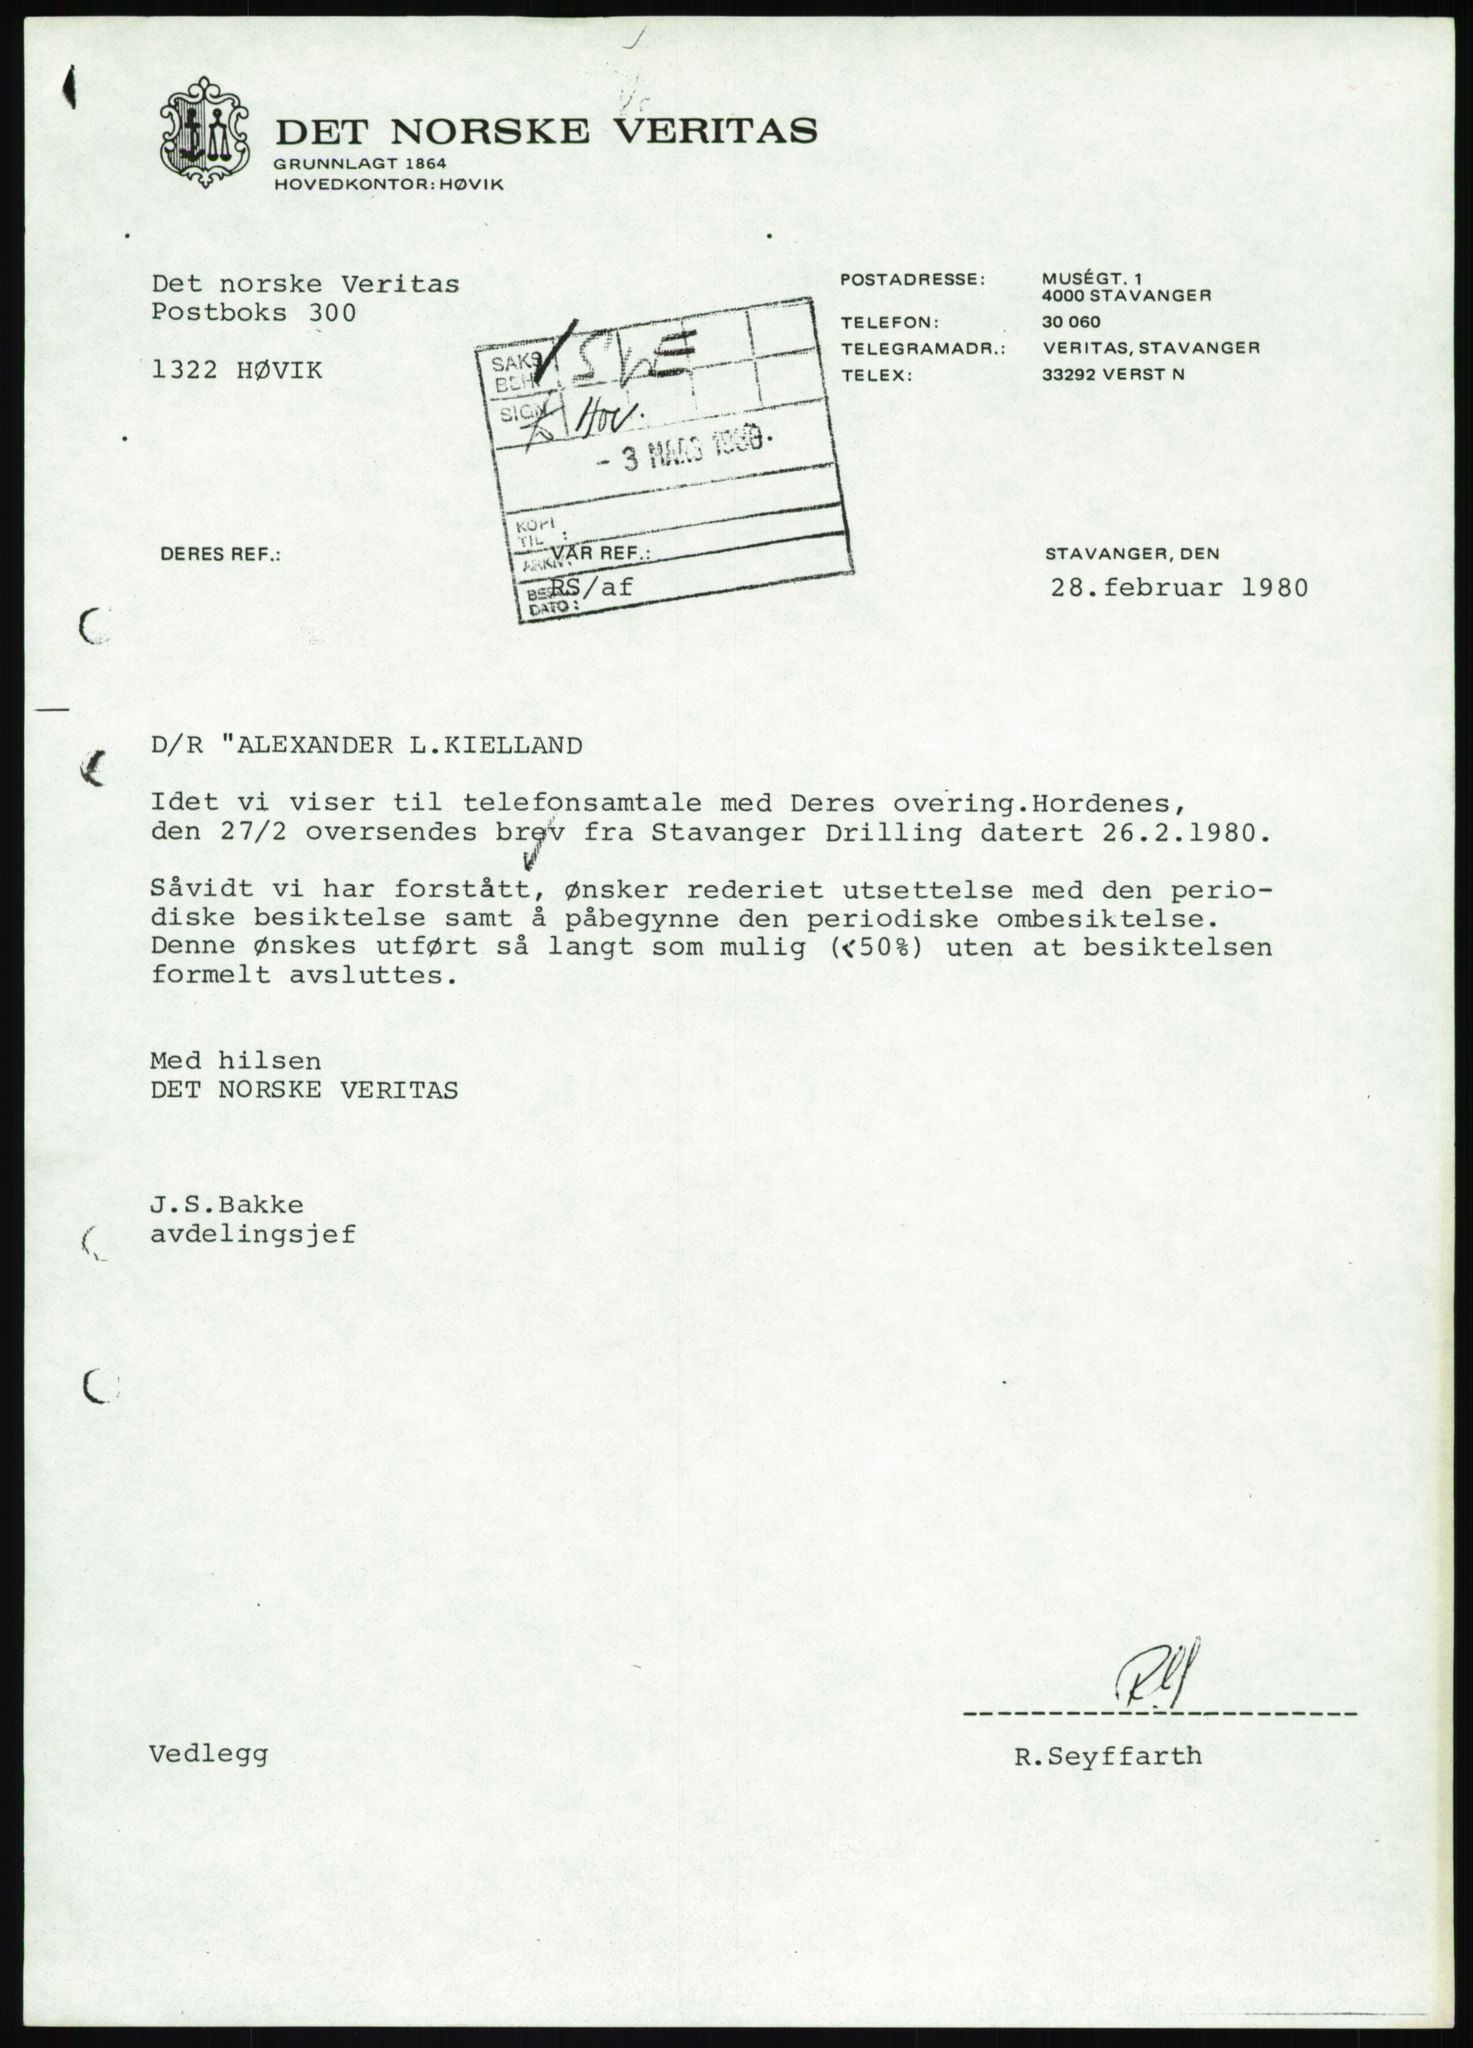 DET NORSKE VERITAS
GRUNNLAGT 1864
HOVEDKONTOR: HØVIK
Det norske Veritas
Postboks 300
1322 HØVIK
POSTADRESSE: MUSÉGT. 1
4000 STAVANGER
TELEFON: 30 060
TELEGRAMADR.: VERITAS, STAVANGER
TELEX: 33292 VERST N
SAKS
BEH.
SIGN
Hov.
- 3 MARS 1980.
KOPI
TIL :
DATO :
DERES REF.:
VÅR REF.:
RS/af
STAVANGER, DEN
28.februar 1980
D/R "ALEXANDER L.KIELLAND
Idet vi viser til telefonsamtale med Deres overing.Hordenes,
den 27/2 oversendes brev fra Stavanger Drilling datert 26.2.1980.
Såvidt vi har forstått, ønsker rederiet utsettelse med den perio-
diske besiktelse samt å påbegynne den periodiske ombesiktelse.
Denne ønskes utført så langt som mulig (<50%) uten at besiktelsen
formelt avsluttes.
Med hilsen
DET NORSKE VERITAS
J.S.Bakke
avdelingsjef
Vedlegg
R.Seyffarth